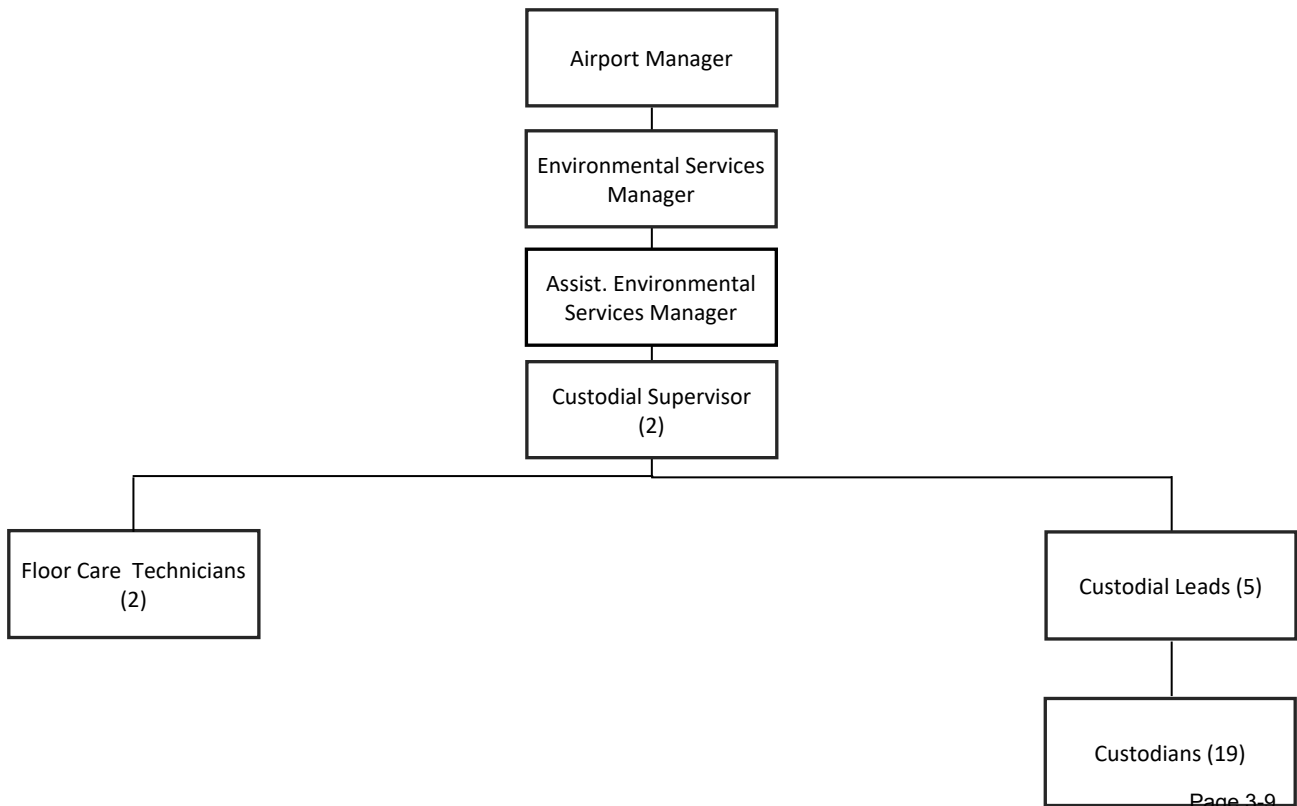 Airport Manager
Environmental Services
Manager
Assist. Environmental
Services Manager
Custodial Supervisor
(2)
Floor Care  Technicians
(2)
Custodial Leads (5)
Custodians (19)
Page 3-9